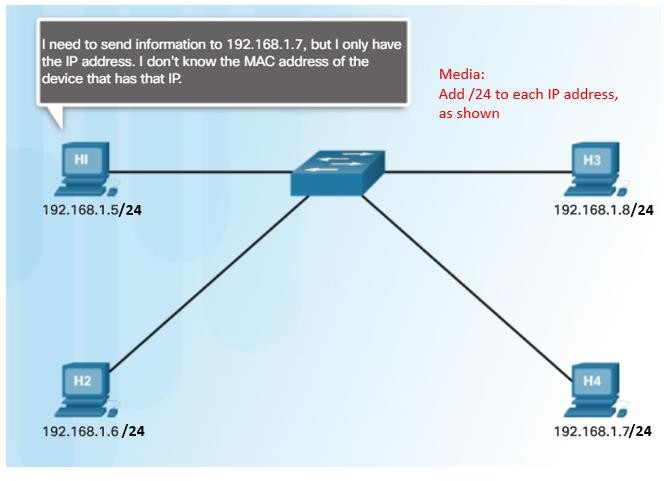 I need to send information to 192.168.1.7, but I only have
the IP address. I don't know the MAC address of the
device that has that IP.
Media:
Add /24 to each IP address,
as shown
H1
H3
192.168.1.5/24
192.168.1.8/24
H2
H4
192.168.1.6 /24
192.168.1.7/24